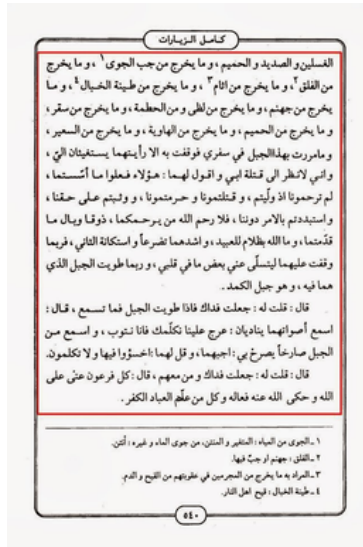 كامل الزيارات
الغسلين و الصديد و الحميم ، و ما يخرج من جب الجوى ١ ، و ما يخرج
من الفلق ٢ ، و ما يخرج من اثام ٣ ، و ما يخرج من طينة الخبال ٤ ، و ما
يخرج من جهنم ، و ما يخرج من لظى و من الحطمة ، و ما يخرج من سقر ،
و ما يخرج من الحميم ، و ما يخرج من الهاوية ، و ما يخرج من السعير ،
و ما مررت بهذا الجبل في سفري فوقفت به الا رأيتهما يستغيثان اليّ ،
و اني لانظر الى قتلة ابي و اقول لهما : هؤلاء فعلوا ما أسّستما ،
لم ترحمونا اذ وليتم ، و قتلتمونا و حرمتمونا ، و وثبتم على حقنا ،
و استبددتم بالامر دوننا ، فلا رحم الله من يرحمكما ، ذوقا وبال ما
قدّمتما ، و ما الله بظلام للعبيد ، و اشدهما تضرعاً و استكانة الثاني ، فربما
وقفت عليهما ليتسلّى عنّي بعض ما في قلبي ، و ربما طويت الجبل الذي
هما فيه ، و هو جبل الكمد .
قال : قلت له : جعلت فداك فاذا طويت الجبل فما تسمع ، قال :
اسمع أصواتهما يناديان : عرج علينا نكلّمك فانا نتوب ، و اسمع من
الجبل صارخاً يصرخ بي : اجبهما ، و قل لهما : اخسؤوا فيها و لا تكلمون .
قال : قلت له : جعلت فداك و من معهم ، قال : كل فرعون عتى على
الله و حكى الله عنه فعاله و كل من علّم العباد الكفر .
١ ـ الجوى من المياه : المتغير و المنتن، من جوى الماء و غيره : أنتن.
٢ ـ الفلق : جهنم او جبّ فيها.
٣ ـ المراد به ما يخرج من المجرمين في عقوبتهم من القيح و الدم.
٤ ـ طينة الخبال : قيح اهل النار.
٥٤٠